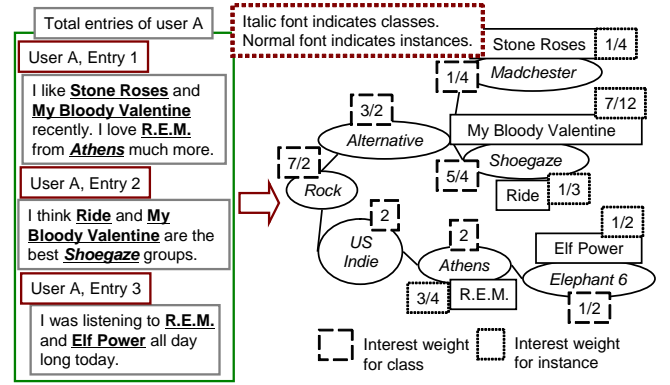 Total entries of user A
Italic font indicates classes.
Normal font indicates instances.
User A, Entry 1
I like Stone Roses and
My Bloody Valentine
recently. I love R.E.M.
from Athens much more.
User A, Entry 2
I think Ride and My
Bloody Valentine are the
best Shoegaze groups.
User A, Entry 3
I was listening to R.E.M.
and Elf Power all day
long today.
Stone Roses
1/4
1/4
Madchester
3/2
7/12
Alternative
My Bloody Valentine
7/2
5/4
Shoegaze
Rock
Ride
1/3
2
US
Indie
2
Athens
3/4
R.E.M.
1/2
Elf Power
Elephant 6
1/2
Interest weight
for class
Interest weight
for instance